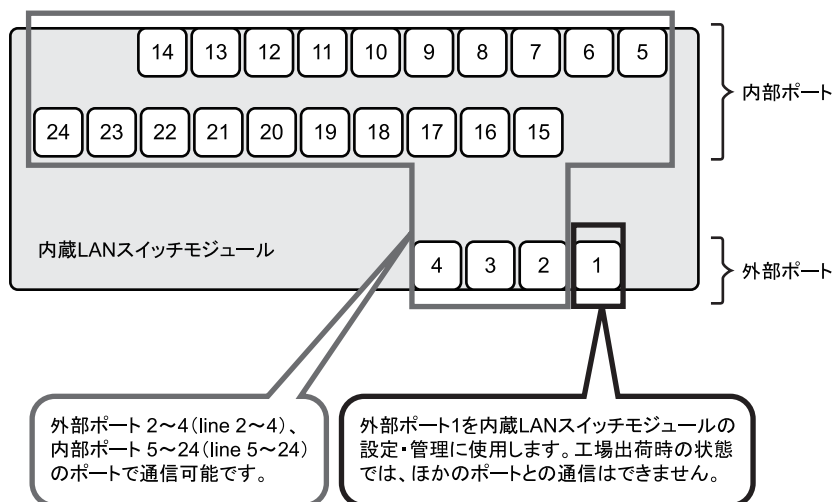 14 13 12 11 10 9 8 7 6 5
内部ポート
24 23 22 21 20 19 18 17 16 15
内蔵LANスイッチモジュール
4 3 2 1
外部ポート
外部ポート 2～4(line 2～4)、
内部ポート 5～24(line 5～24)
のポートで通信可能です。
外部ポート1を内蔵LANスイッチモジュールの
設定・管理に使用します。工場出荷時の状態
では、ほかのポートとの通信はできません。